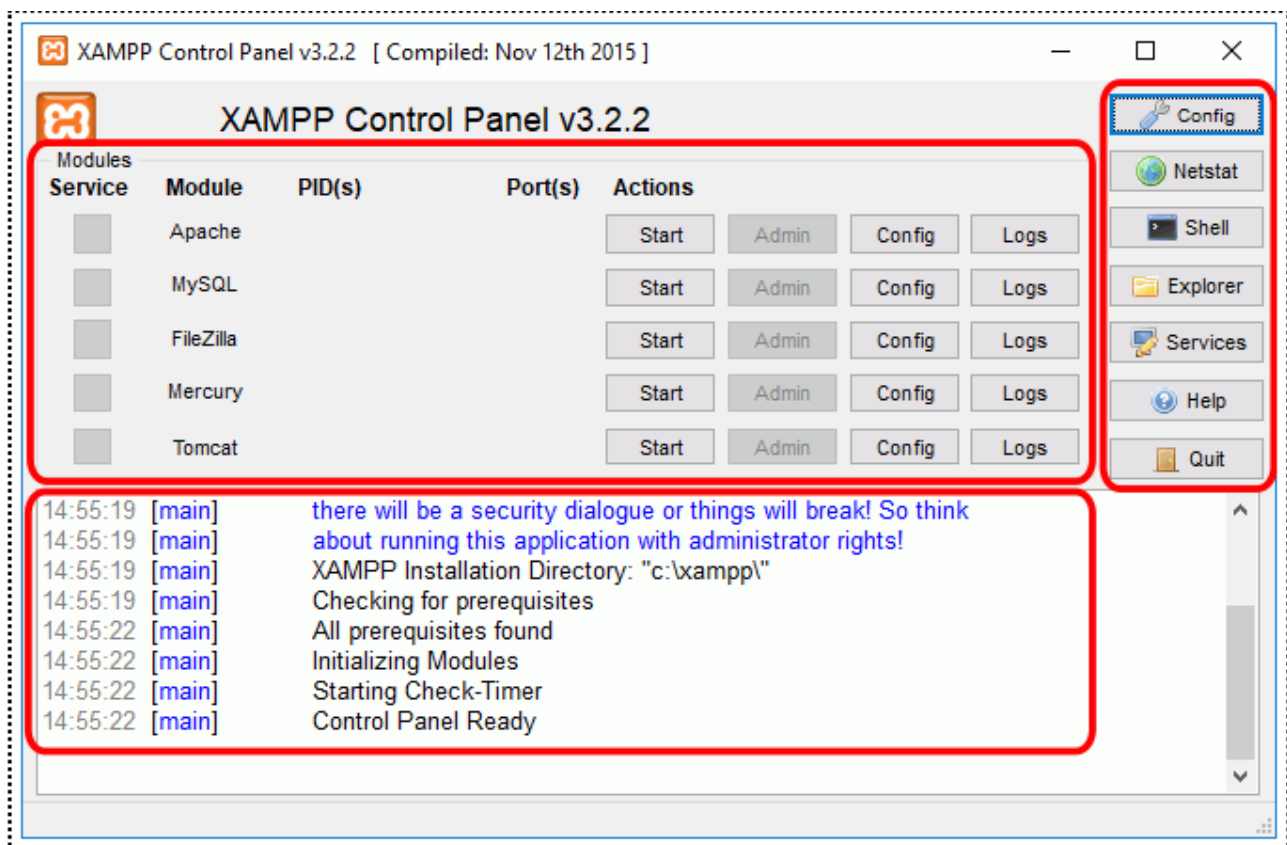 XAMPP Control Panel v3.2.2 [ Compiled: Nov 12th 2015 ]
XAMPP Control Panel v3.2.2
Modules
Service Module PID(s) Port(s) Actions
Apache Start Admin Config Logs
MySQL Start Admin Config Logs
FileZilla Start Admin Config Logs
Mercury Start Admin Config Logs
Tomcat Start Admin Config Logs
Config
Netstat
Shell
Explorer
Services
Help
Quit
14:55:19 [main] there will be a security dialogue or things will break! So think
14:55:19 [main] about running this application with administrator rights!
14:55:19 [main] XAMPP Installation Directory: "c:\xampp\"
14:55:19 [main] Checking for prerequisites
14:55:22 [main] All prerequisites found
14:55:22 [main] Initializing Modules
14:55:22 [main] Starting Check-Timer
14:55:22 [main] Control Panel Ready